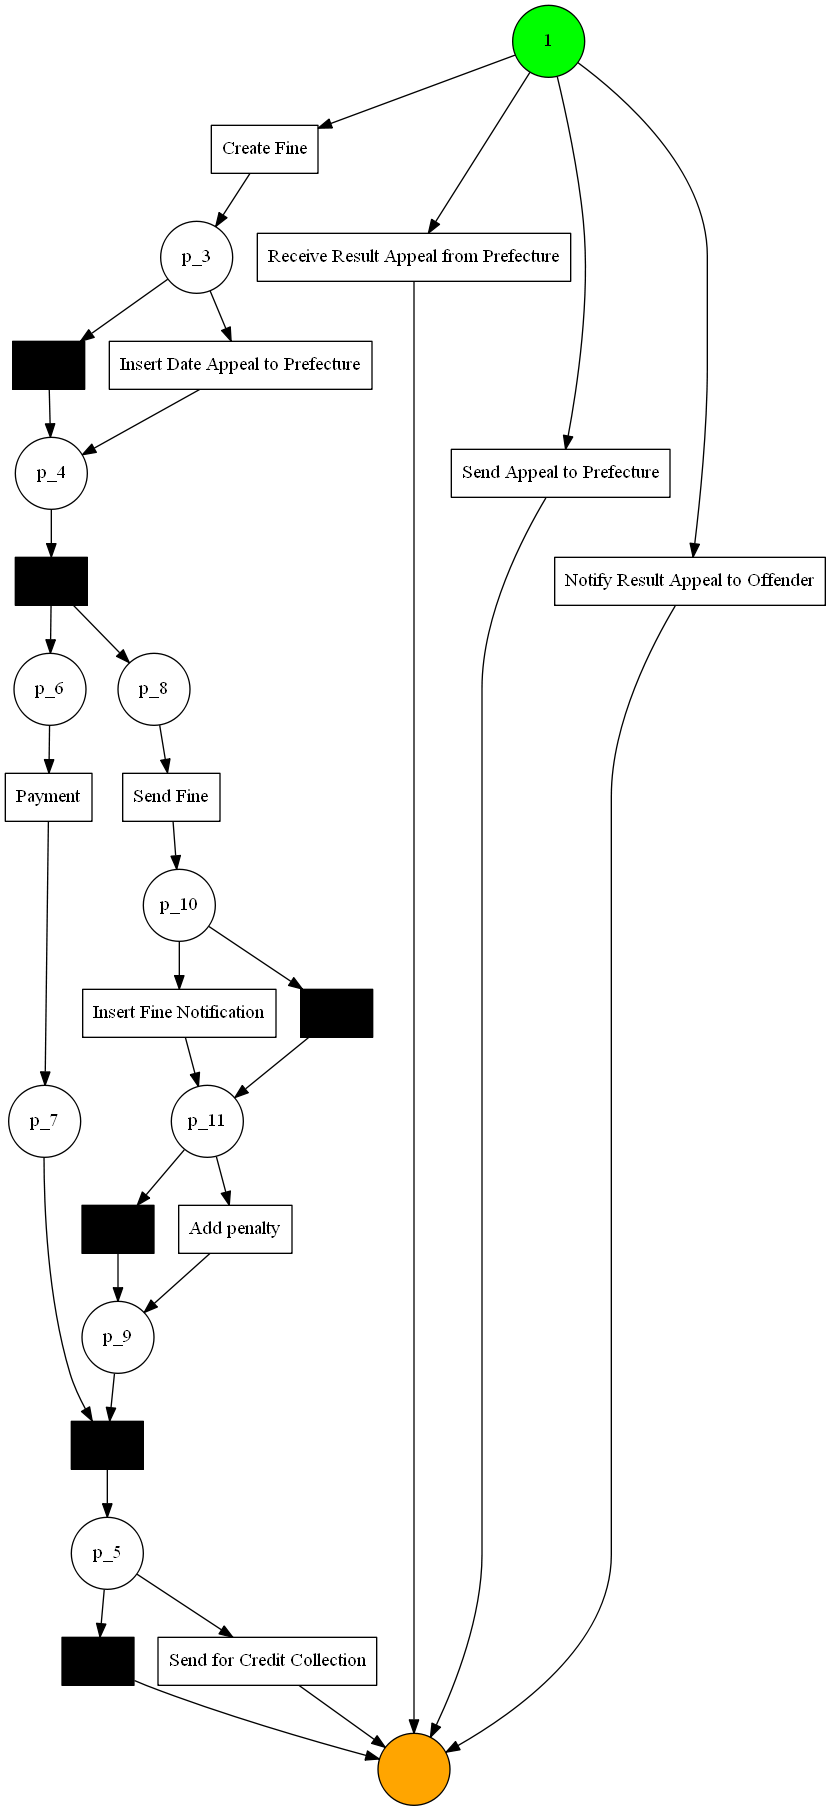 1
Create Fine
p_3
Receive Result Appeal from Prefecture
Insert Date Appeal to Prefecture
p_4
Send Appeal to Prefecture
Notify Result Appeal to Offender
p_6
p_8
Payment
Send Fine
p_10
Insert Fine Notification
p_7
p_11
Add penalty
p_9
p_5
Send for Credit Collection